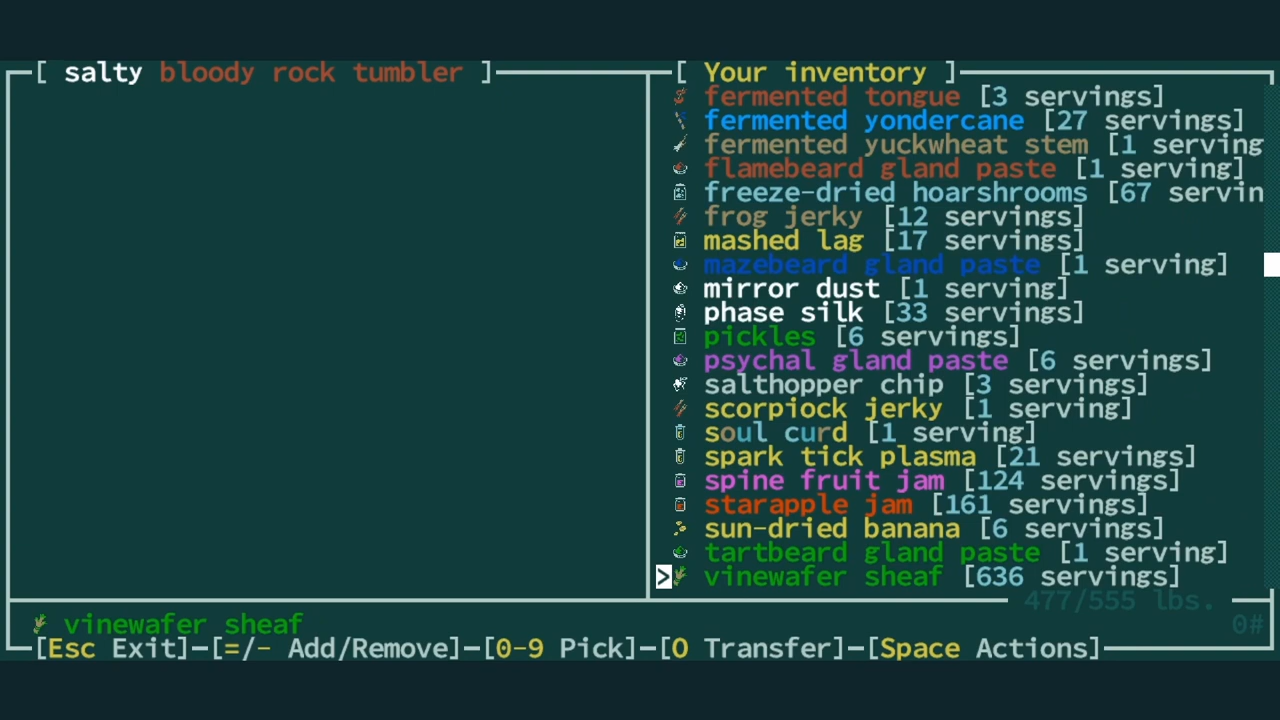 [ salty bloody rock tumbler ]
[ Your inventory ]
fermented tongue [3 servings]
fermented yondercane [27 servings]
fermented yuckwheat stem [1 serving
flamebeard gland paste [1 serving]
freeze-dried hoarshrooms [67 servin
frog jerky [12 servings]
mashed lag [17 servings]
mazebeard gland paste [1 serving]
mirror dust [1 serving]
phase silk [33 servings]
pickles [6 servings]
psychal gland paste [6 servings]
salthopper chip [3 servings]
scorpiock jerky [1 serving]
soul curd [1 serving]
spark tick plasma [21 servings]
spine fruit jam [124 servings]
starapple jam [161 servings]
sun-dried banana [6 servings]
tartbeard gland paste [1 serving]
> vinewafer sheaf [636 servings]
477/555 lbs.
vinewafer sheaf
0#
[Esc Exit]-[=/- Add/Remove]-[0-9 Pick]-[O Transfer]-[Space Actions]